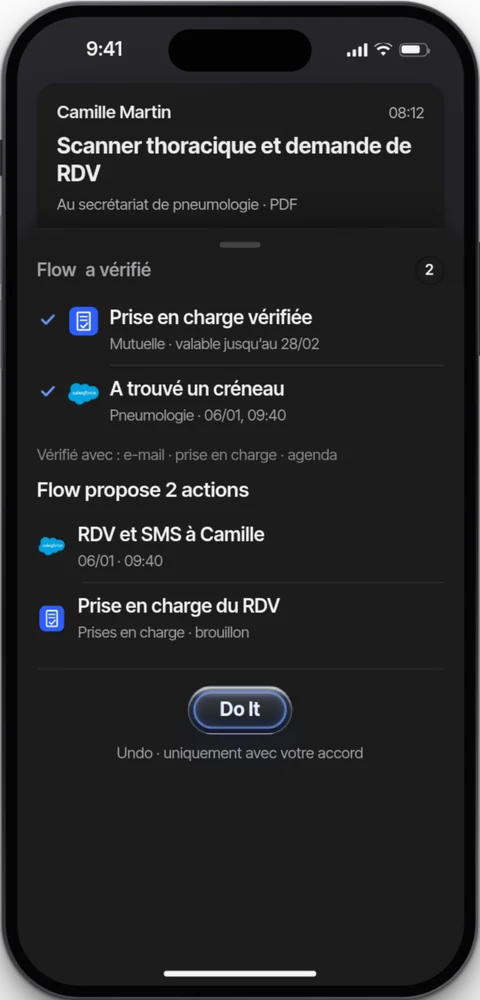 9:41
Camille Martin
08:12
Scanner thoracique et demande de
RDV
Au secrétariat de pneumologie · PDF
Flow a vérifié
2
Prise en charge vérifiée
Mutuelle · valable jusqu’au 28/02
salesforce
A trouvé un créneau
Pneumologie · 06/01, 09:40
Vérifié avec : e-mail · prise en charge · agenda
Flow propose 2 actions
salesforce
RDV et SMS à Camille
06/01 · 09:40
Prise en charge du RDV
Prises en charge · brouillon
Do It
Undo · uniquement avec votre accord